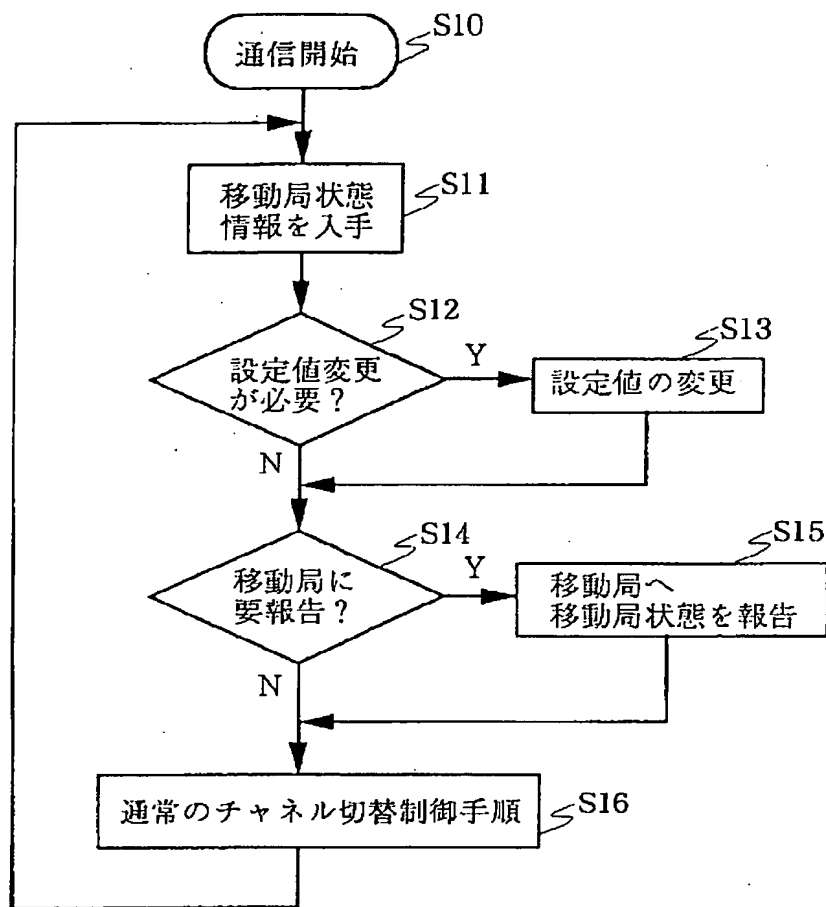 通信開始
S10
移動局状態
情報を入手
S11
設定値変更
が必要?
S12
Y
N
設定値の変更
S13
移動局に
要報告?
S14
Y
N
移動局へ
移動局状態を報告
S15
通常のチャネル切替制御手順
S16